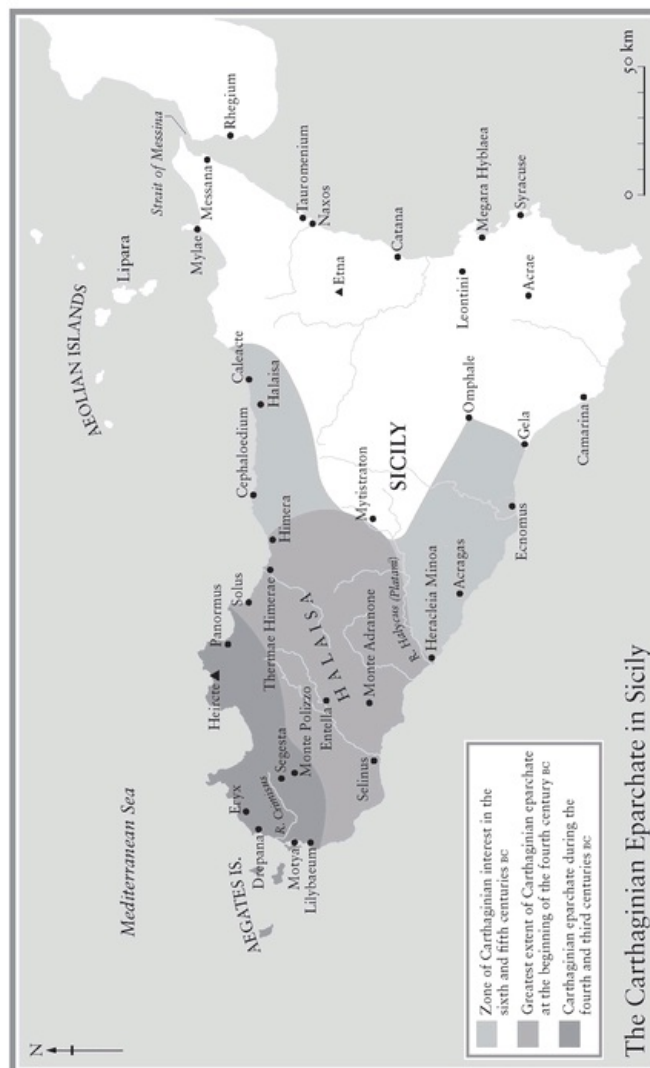 N
Mediterranean Sea
AEOLIAN ISLANDS
Lipara
Strait of Messina
Mylae
Messana
Rhegium
AEGATES IS.
Drepana
Eryx
Heircte
Panormus
Solus
Cephaloedium
Caleacte
Halaisa
Himera
Thermae Himerae
Tauromenium
Naxos
Motya
Lilybaeum
R. Crimisus
Segesta
Monte Polizzo
Entella
HALAISA
Etna
Mytistraton
SICILY
Catana
Selinus
Monte Adranone
R. Halycus (Platani)
Heracleia Minoa
Acragas
Omphale
Leontini
Megara Hyblaea
Syracuse
Acrae
Ecnomus
Gela
Camarina
Zone of Carthaginian interest in the
sixth and fifth centuries BC
Greatest extent of Carthaginian eparchate
at the beginning of the fourth century BC
Carthaginian eparchate during the
fourth and third centuries BC
0
50 km
The Carthaginian Eparchate in Sicily